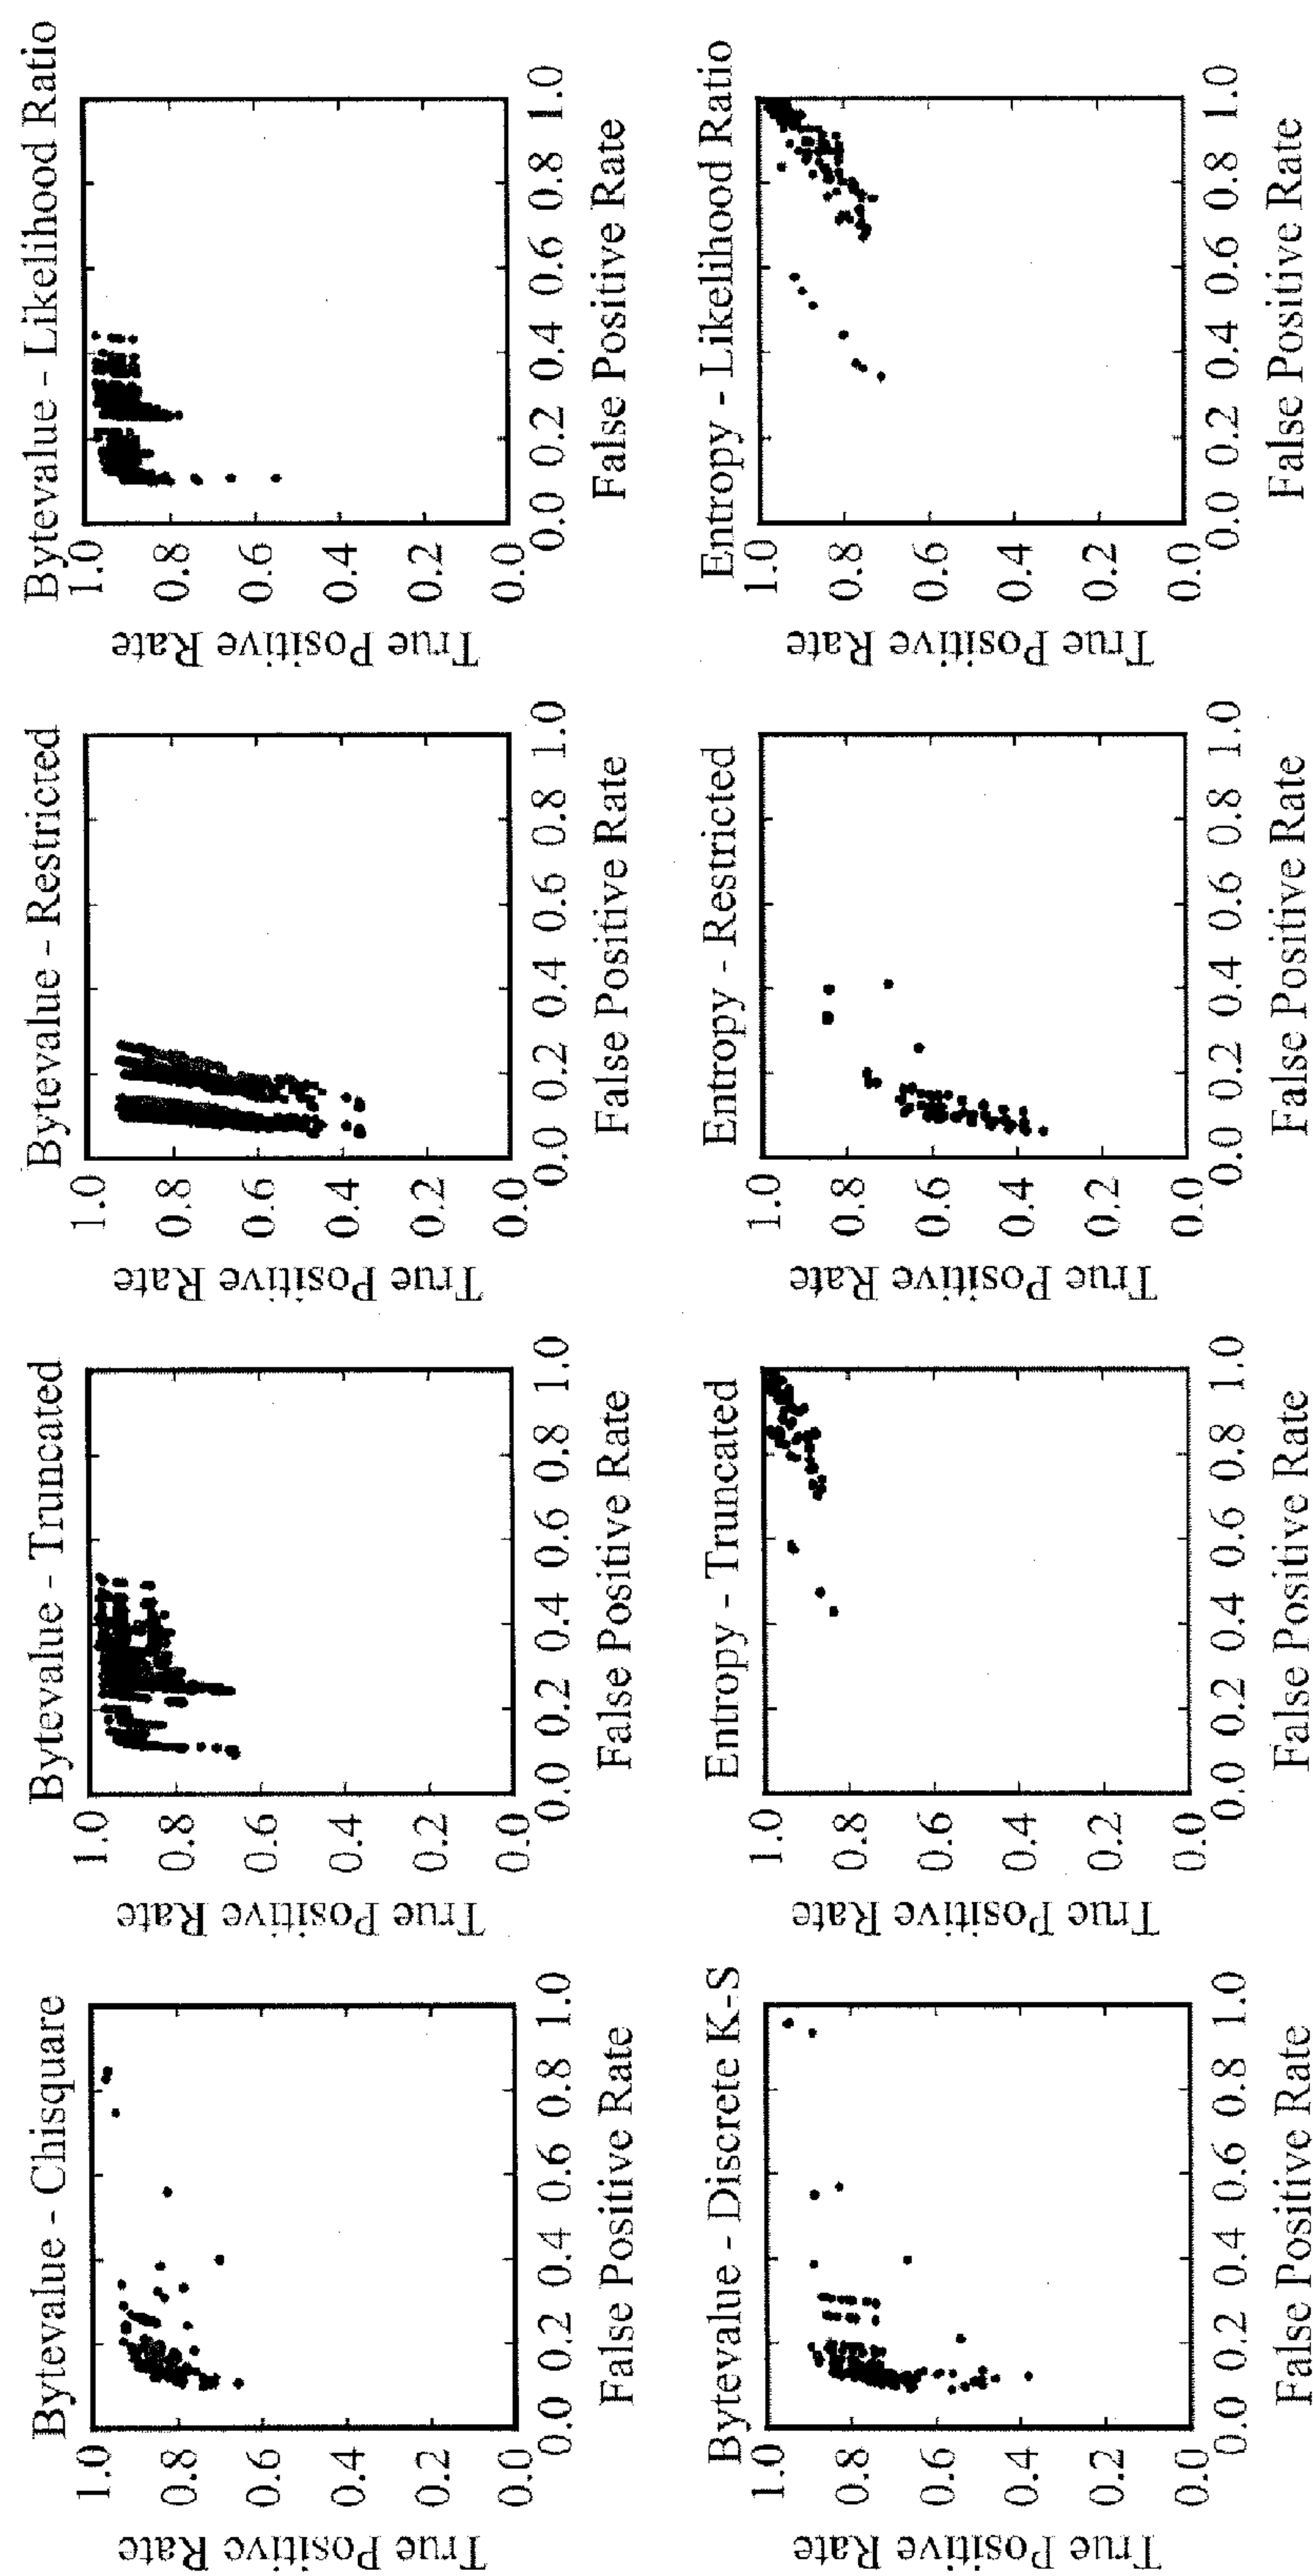 Bytevalue - Chisquare
True Positive Rate
1.0
0.8
0.6
0.4
0.2
0.0
0.0 0.2 0.4 0.6 0.8 1.0
False Positive Rate
Bytevalue - Truncated
True Positive Rate
1.0
0.8
0.6
0.4
0.2
0.0
0.0 0.2 0.4 0.6 0.8 1.0
False Positive Rate
Bytevalue - Restricted
True Positive Rate
1.0
0.8
0.6
0.4
0.2
0.0
0.0 0.2 0.4 0.6 0.8 1.0
False Positive Rate
Bytevalue - Likelihood Ratio
True Positive Rate
1.0
0.8
0.6
0.4
0.2
0.0
0.0 0.2 0.4 0.6 0.8 1.0
False Positive Rate
Bytevalue - Discrete K-S
True Positive Rate
1.0
0.8
0.6
0.4
0.2
0.0
0.0 0.2 0.4 0.6 0.8 1.0
False Positive Rate
Entropy - Truncated
True Positive Rate
1.0
0.8
0.6
0.4
0.2
0.0
0.0 0.2 0.4 0.6 0.8 1.0
False Positive Rate
Entropy - Restricted
True Positive Rate
1.0
0.8
0.6
0.4
0.2
0.0
0.0 0.2 0.4 0.6 0.8 1.0
False Positive Rate
Entropy - Likelihood Ratio
True Positive Rate
1.0
0.8
0.6
0.4
0.2
0.0
0.0 0.2 0.4 0.6 0.8 1.0
False Positive Rate